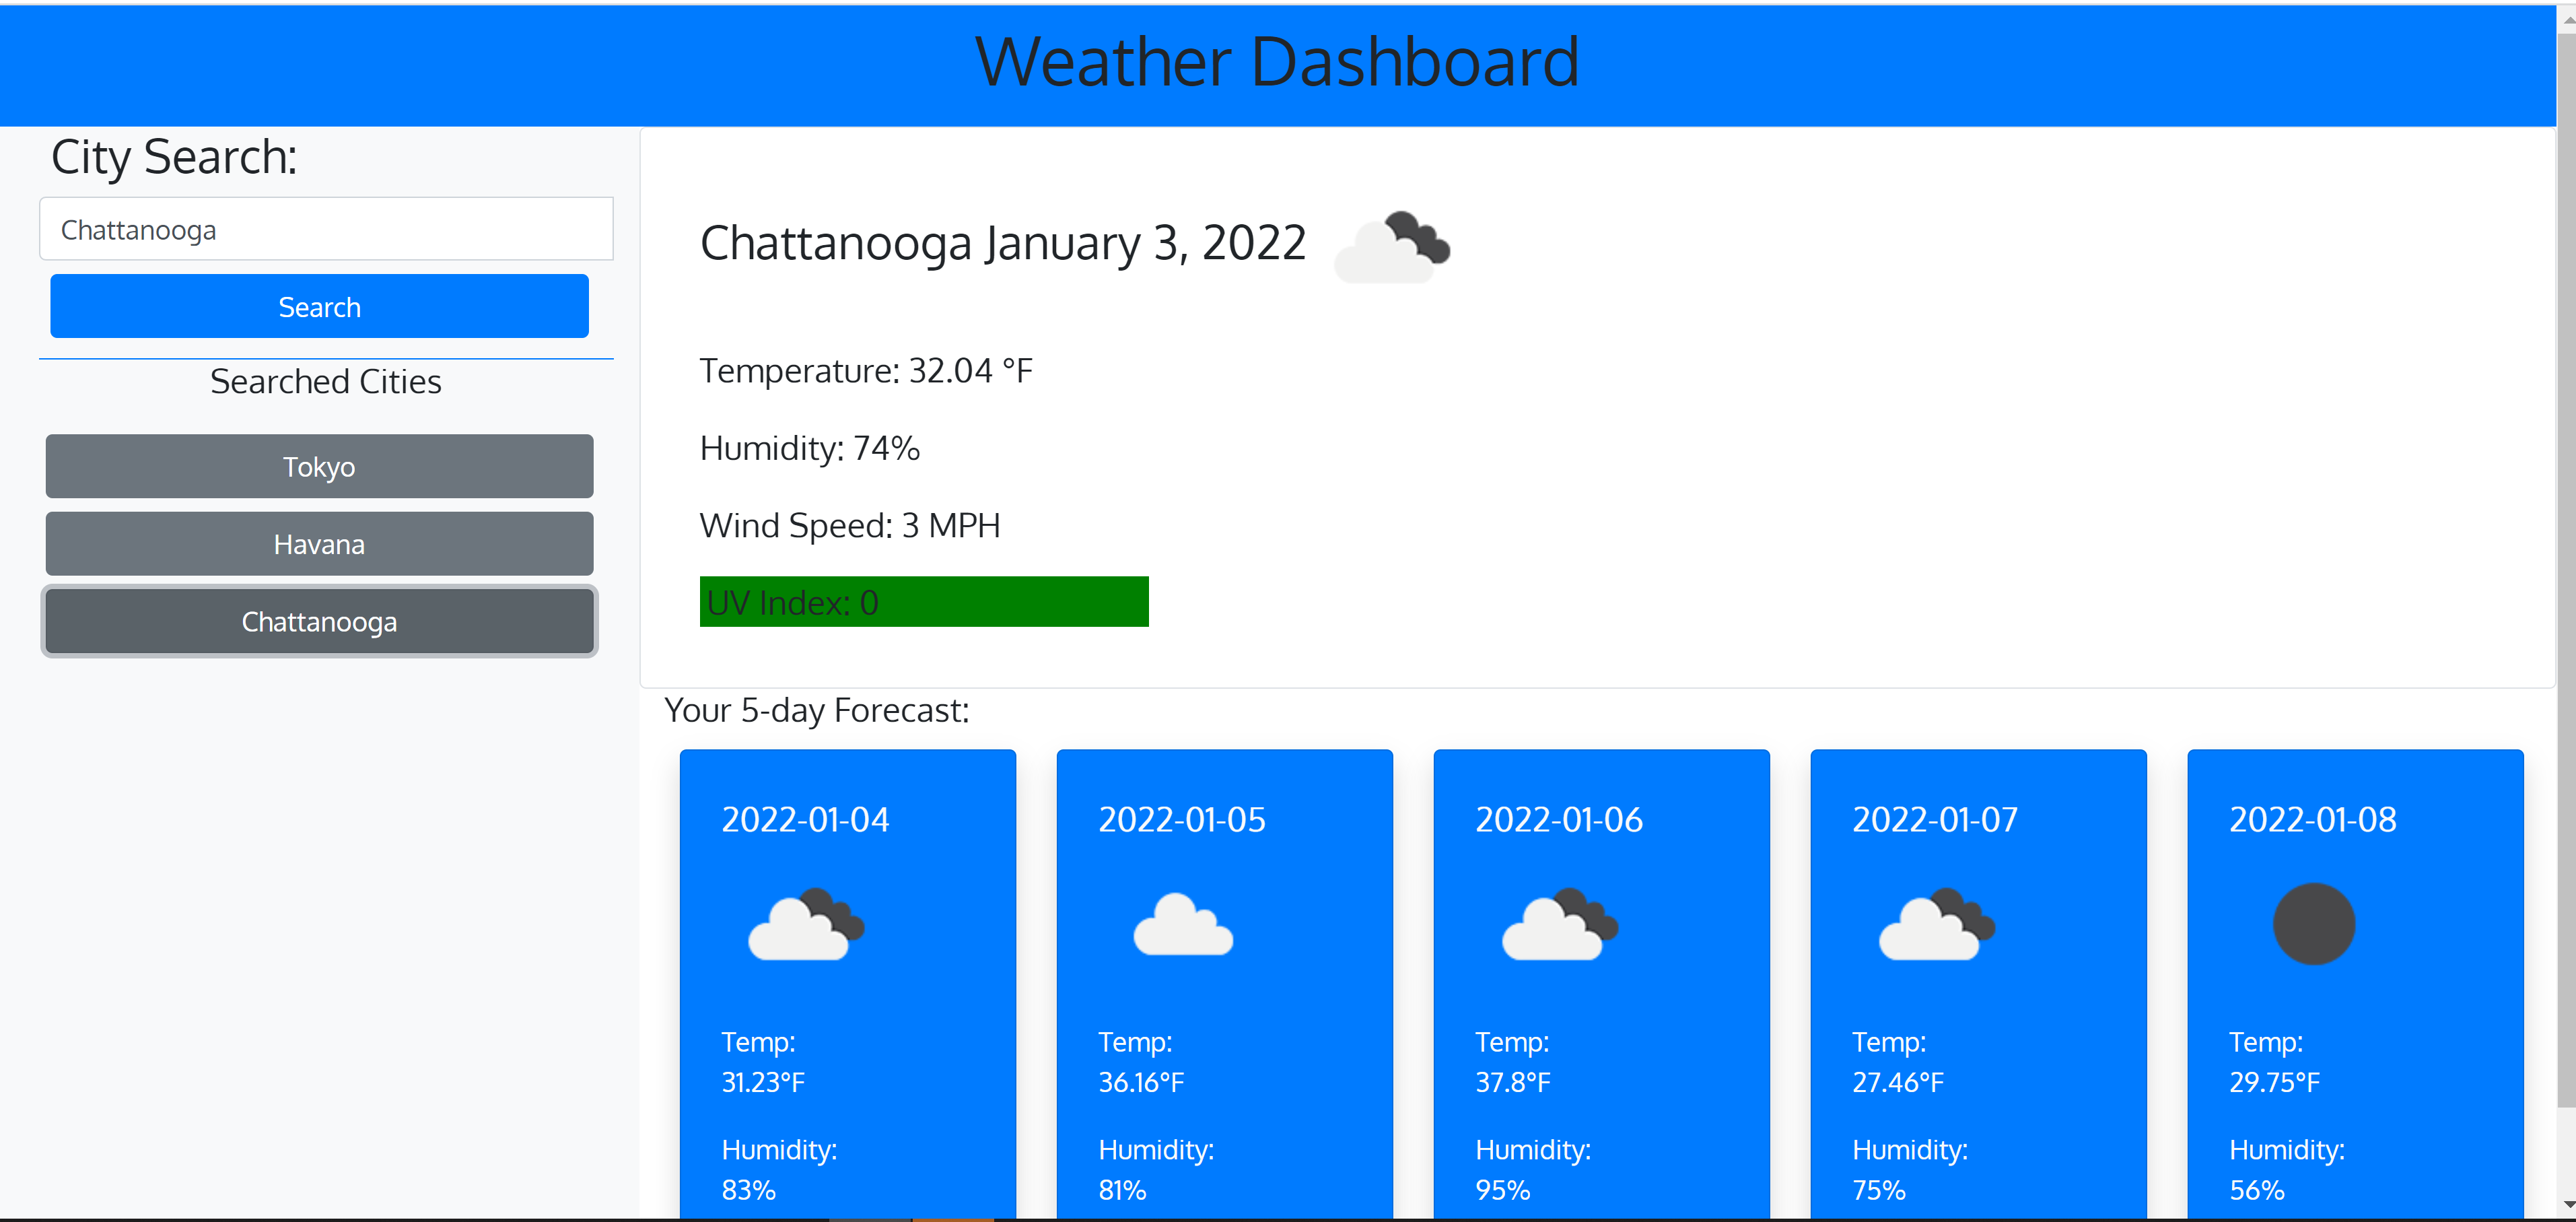 Weather Dashboard
City Search:
Chattanooga
Search
Searched Cities
Tokyo
Havana
Chattanooga
Chattanooga January 3, 2022
Temperature: 32.04 °F
Humidity: 74%
Wind Speed: 3 MPH
UV Index: 0
Your 5-day Forecast:
2022-01-04
Temp:
31.23°F
Humidity:
83%
2022-01-05
Temp:
36.16°F
Humidity:
81%
2022-01-06
Temp:
37.8°F
Humidity:
95%
2022-01-07
Temp:
27.46°F
Humidity:
75%
2022-01-08
Temp:
29.75°F
Humidity:
56%